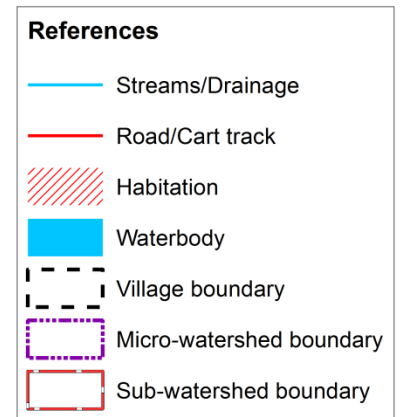 References
Streams/Drainage
Road/Cart track
Habitation
Waterbody
Village boundary
Micro-watershed boundary
Sub-watershed boundary